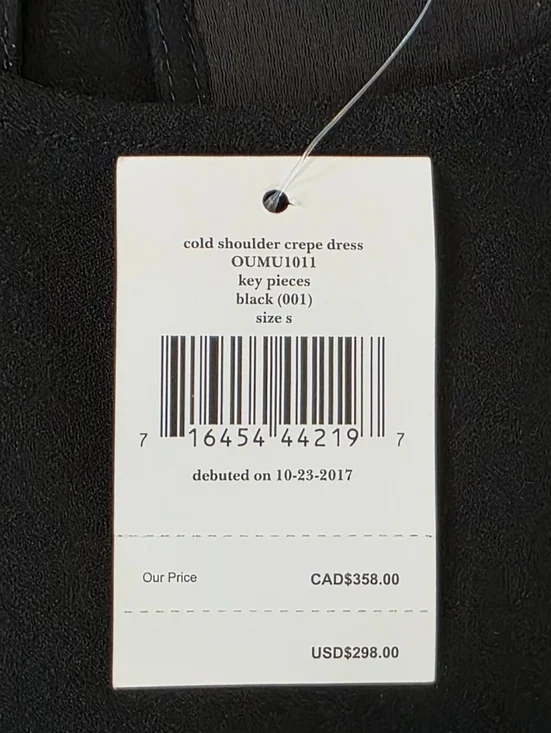 cold shoulder crepe dress
OUMU1011
key pieces
black (001)
size s
7 16454 44219 7
debuted on 10-23-2017
Our Price CAD$358.00
USD$298.00